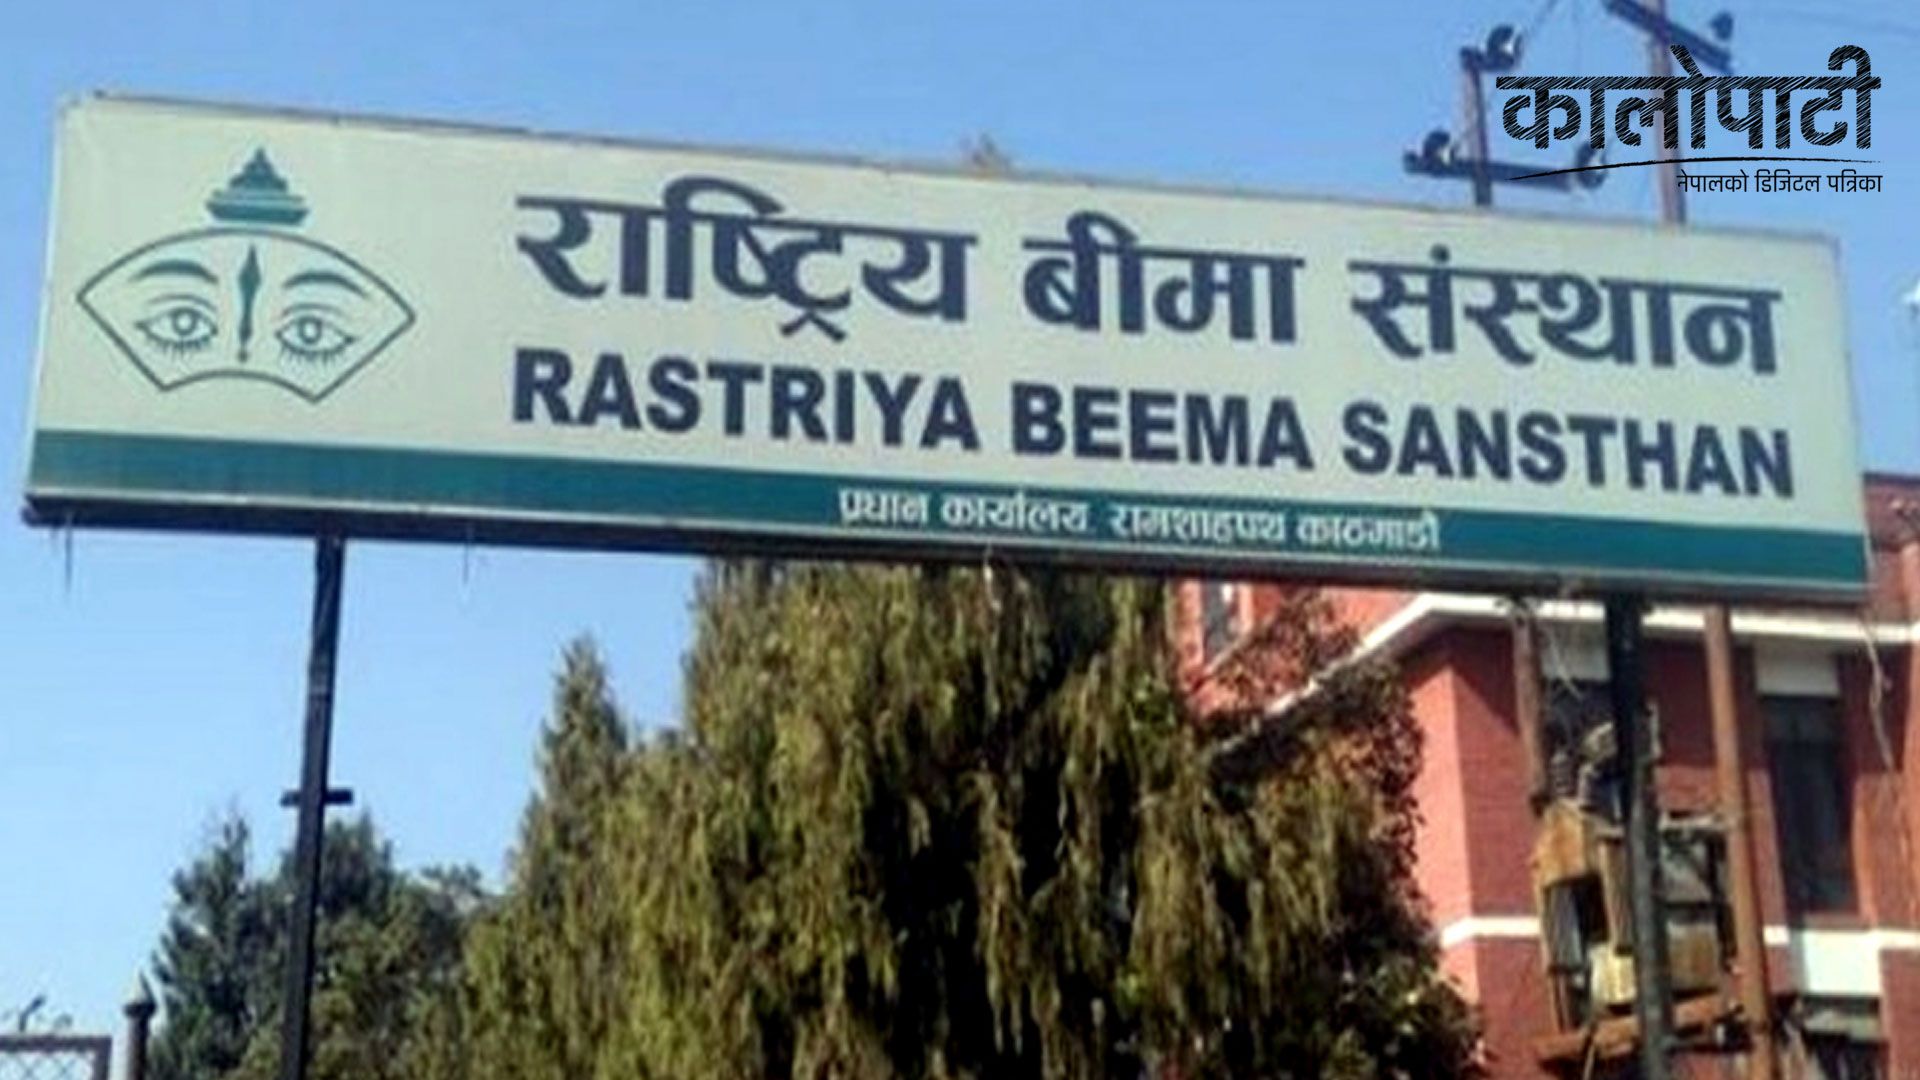 कालोपाटी
नेपालको डिजिटल पत्रिका
राष्ट्रिय बीमा संस्थान
RASTRIYA BEEMA SANSTHAN
प्रधान कार्यालय, रामशाहपथ काठमाडौं